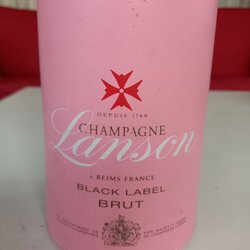 DEPUIS 1760
CHAMPAGNE
Lanson
à REIMS FRANCE
BLACK LABEL
BRUT